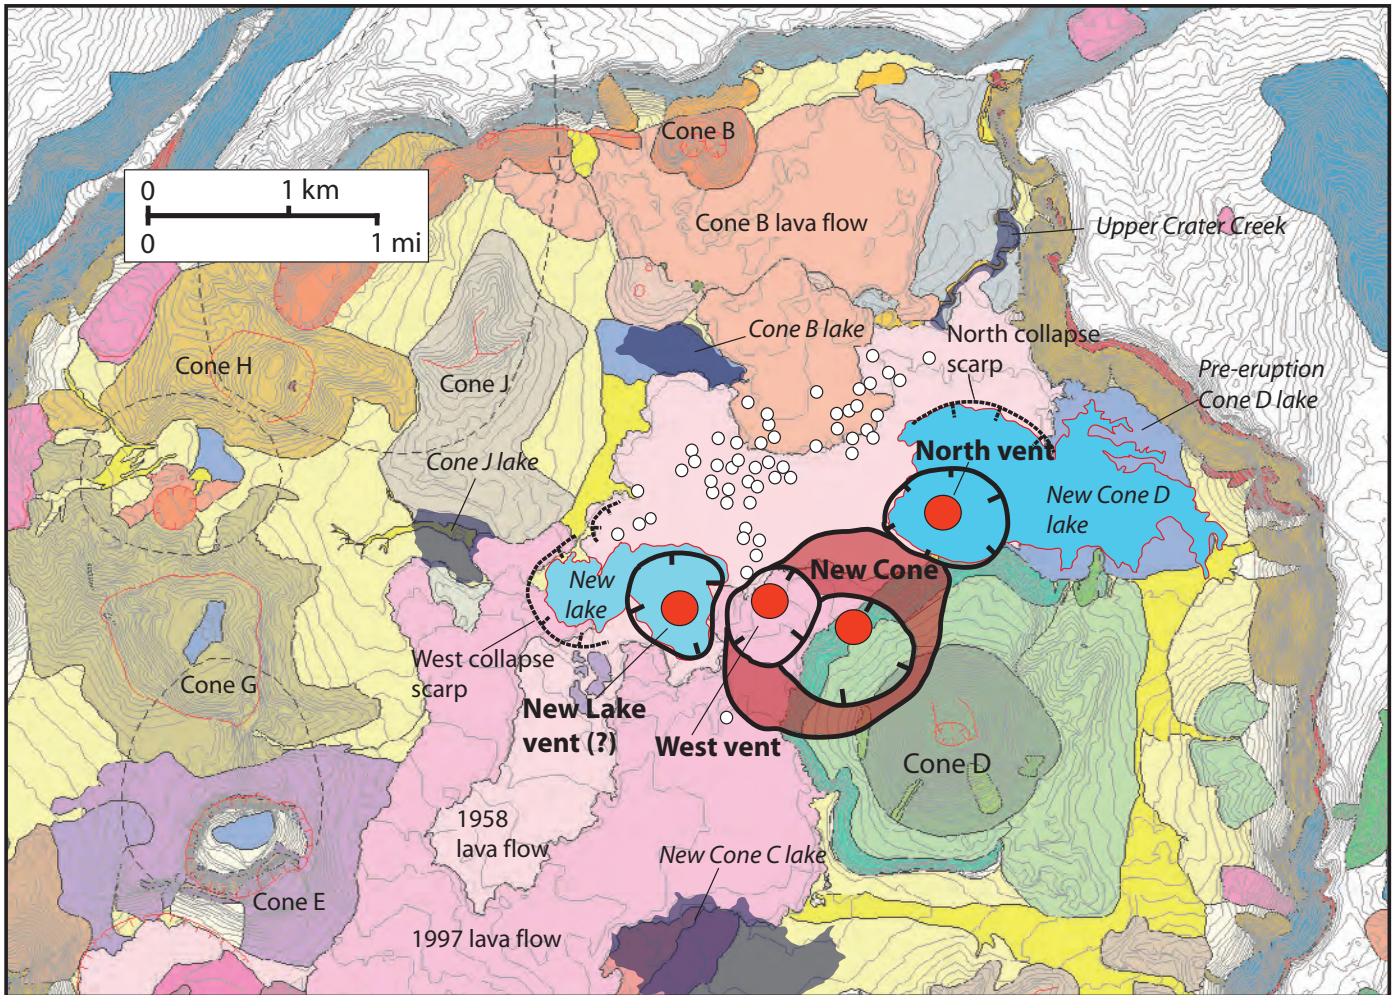 Cone B
0 1 km
0 1 mi
Cone B lava flow
Upper Crater Creek
Cone B lake
North collapse
scarp
Cone H
Cone J
Pre-eruption
Cone D lake
Cone J lake
North vent
New Cone D
lake
New
lake
New Cone
West collapse
scarp
Cone G
New Lake
vent (?)
West vent
Cone D
1958
lava flow
New Cone C lake
Cone E
1997 lava flow